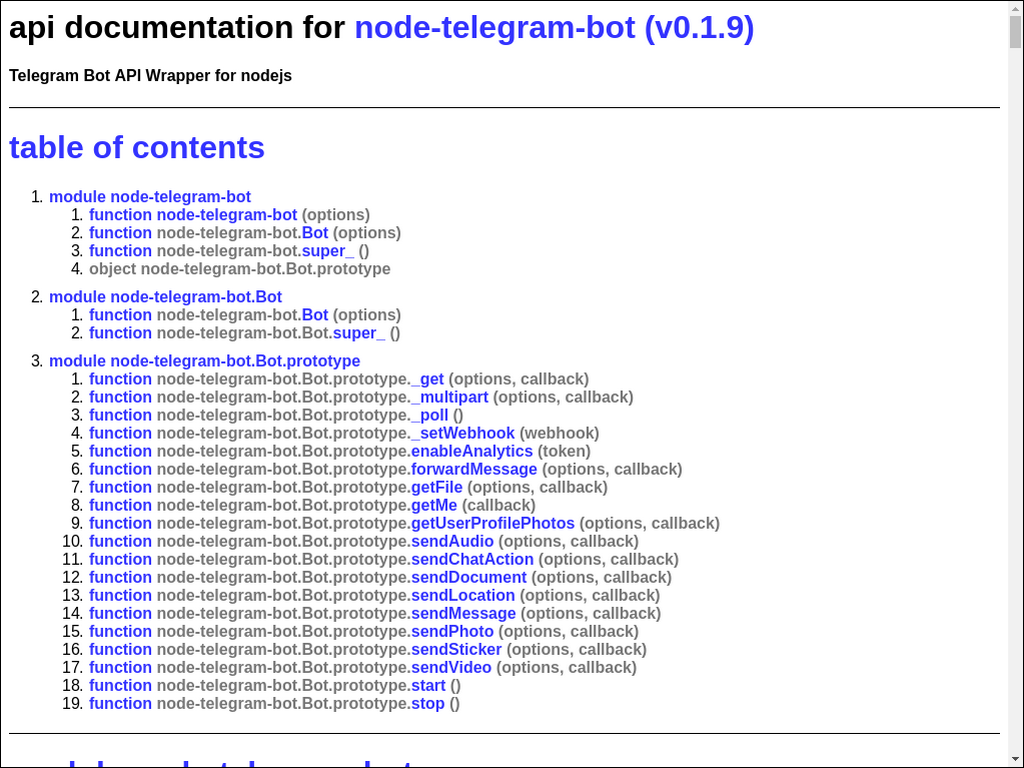 api documentation for node-telegram-bot (v0.1.9)
Telegram Bot API Wrapper for nodejs
table of contents
1. module node-telegram-bot
1. function node-telegram-bot (options)
2. function node-telegram-bot.Bot (options)
3. function node-telegram-bot.super_ ()
4. object node-telegram-bot.Bot.prototype
2. module node-telegram-bot.Bot
1. function node-telegram-bot.Bot (options)
2. function node-telegram-bot.Bot.super_ ()
3. module node-telegram-bot.Bot.prototype
1. function node-telegram-bot.Bot.prototype._get (options, callback)
2. function node-telegram-bot.Bot.prototype._multipart (options, callback)
3. function node-telegram-bot.Bot.prototype._poll ()
4. function node-telegram-bot.Bot.prototype._setWebhook (webhook)
5. function node-telegram-bot.Bot.prototype.enableAnalytics (token)
6. function node-telegram-bot.Bot.prototype.forwardMessage (options, callback)
7. function node-telegram-bot.Bot.prototype.getFile (options, callback)
8. function node-telegram-bot.Bot.prototype.getMe (callback)
9. function node-telegram-bot.Bot.prototype.getUserProfilePhotos (options, callback)
10. function node-telegram-bot.Bot.prototype.sendAudio (options, callback)
11. function node-telegram-bot.Bot.prototype.sendChatAction (options, callback)
12. function node-telegram-bot.Bot.prototype.sendDocument (options, callback)
13. function node-telegram-bot.Bot.prototype.sendLocation (options, callback)
14. function node-telegram-bot.Bot.prototype.sendMessage (options, callback)
15. function node-telegram-bot.Bot.prototype.sendPhoto (options, callback)
16. function node-telegram-bot.Bot.prototype.sendSticker (options, callback)
17. function node-telegram-bot.Bot.prototype.sendVideo (options, callback)
18. function node-telegram-bot.Bot.prototype.start ()
19. function node-telegram-bot.Bot.prototype.stop ()